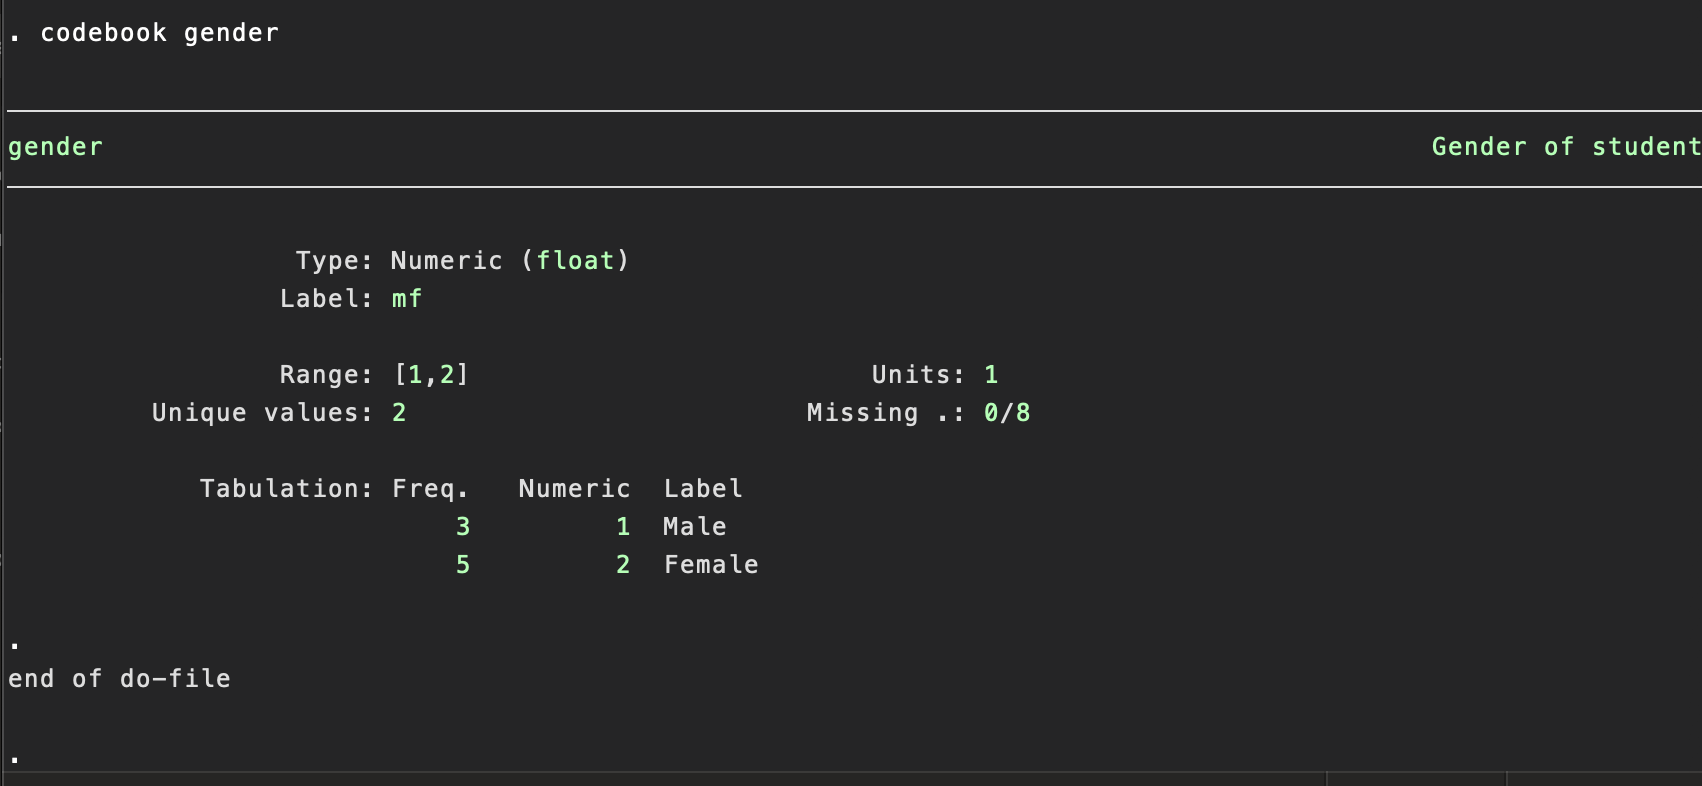 . codebook gender
gender Gender of student
Type: Numeric (float)
Label: mf
Range: [1,2] Units: 1
Unique values: 2 Missing .: 0/8
Tabulation: Freq. Numeric Label
3 1 Male
5 2 Female
.
end of do-file
.